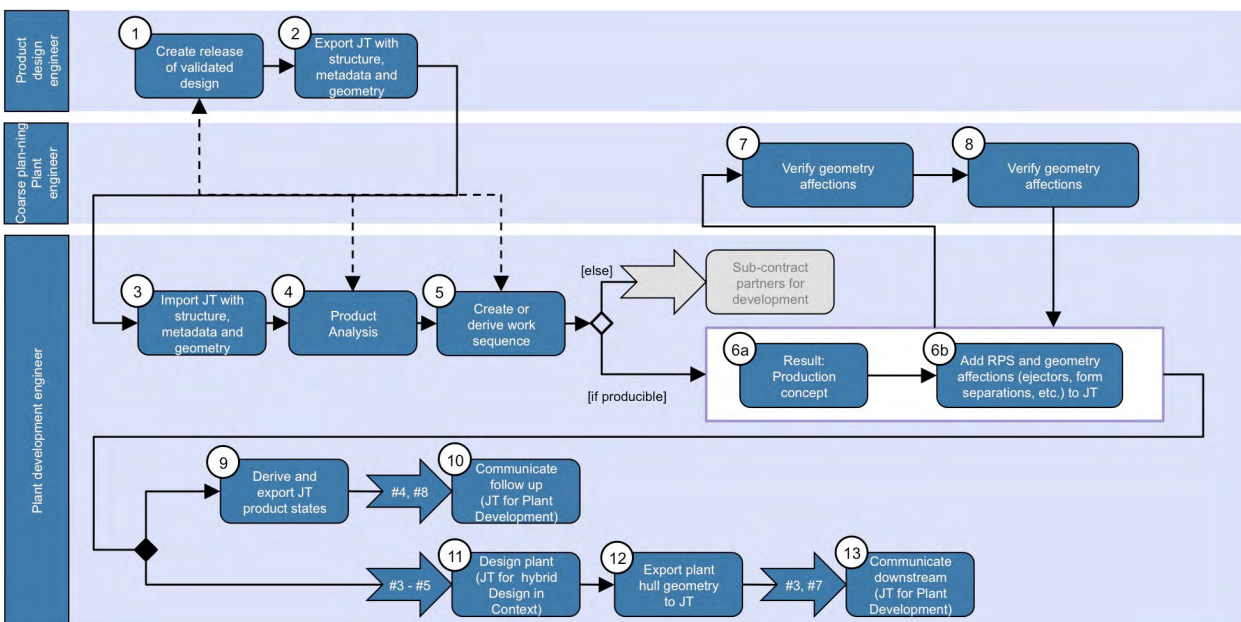 Product
design
engineer
1
Create release
of validated
design
2
Export JT with
structure,
metadata and
geometry
Coarse plan-ning
Plant
engineer
7
Verify geometry
affections
8
Verify geometry
affections
Plant development engineer
3
Import JT with
structure,
metadata and
geometry
4
Product
Analysis
5
Create or
derive work
sequence
[else]
Sub-contract
partners for
development
[if producible]
6a
Result:
Production
concept
6b
Add RPS and geometry
affections (ejectors, form
separations, etc.) to JT
9
Derive and
export JT
product states
#4, #8
10
Communicate
follow up
(JT for Plant
Development)
#3 - #5
11
Design plant
(JT for hybrid
Design in
Context)
12
Export plant
hull geometry
to JT
#3, #7
13
Communicate
downstream
(JT for Plant
Development)